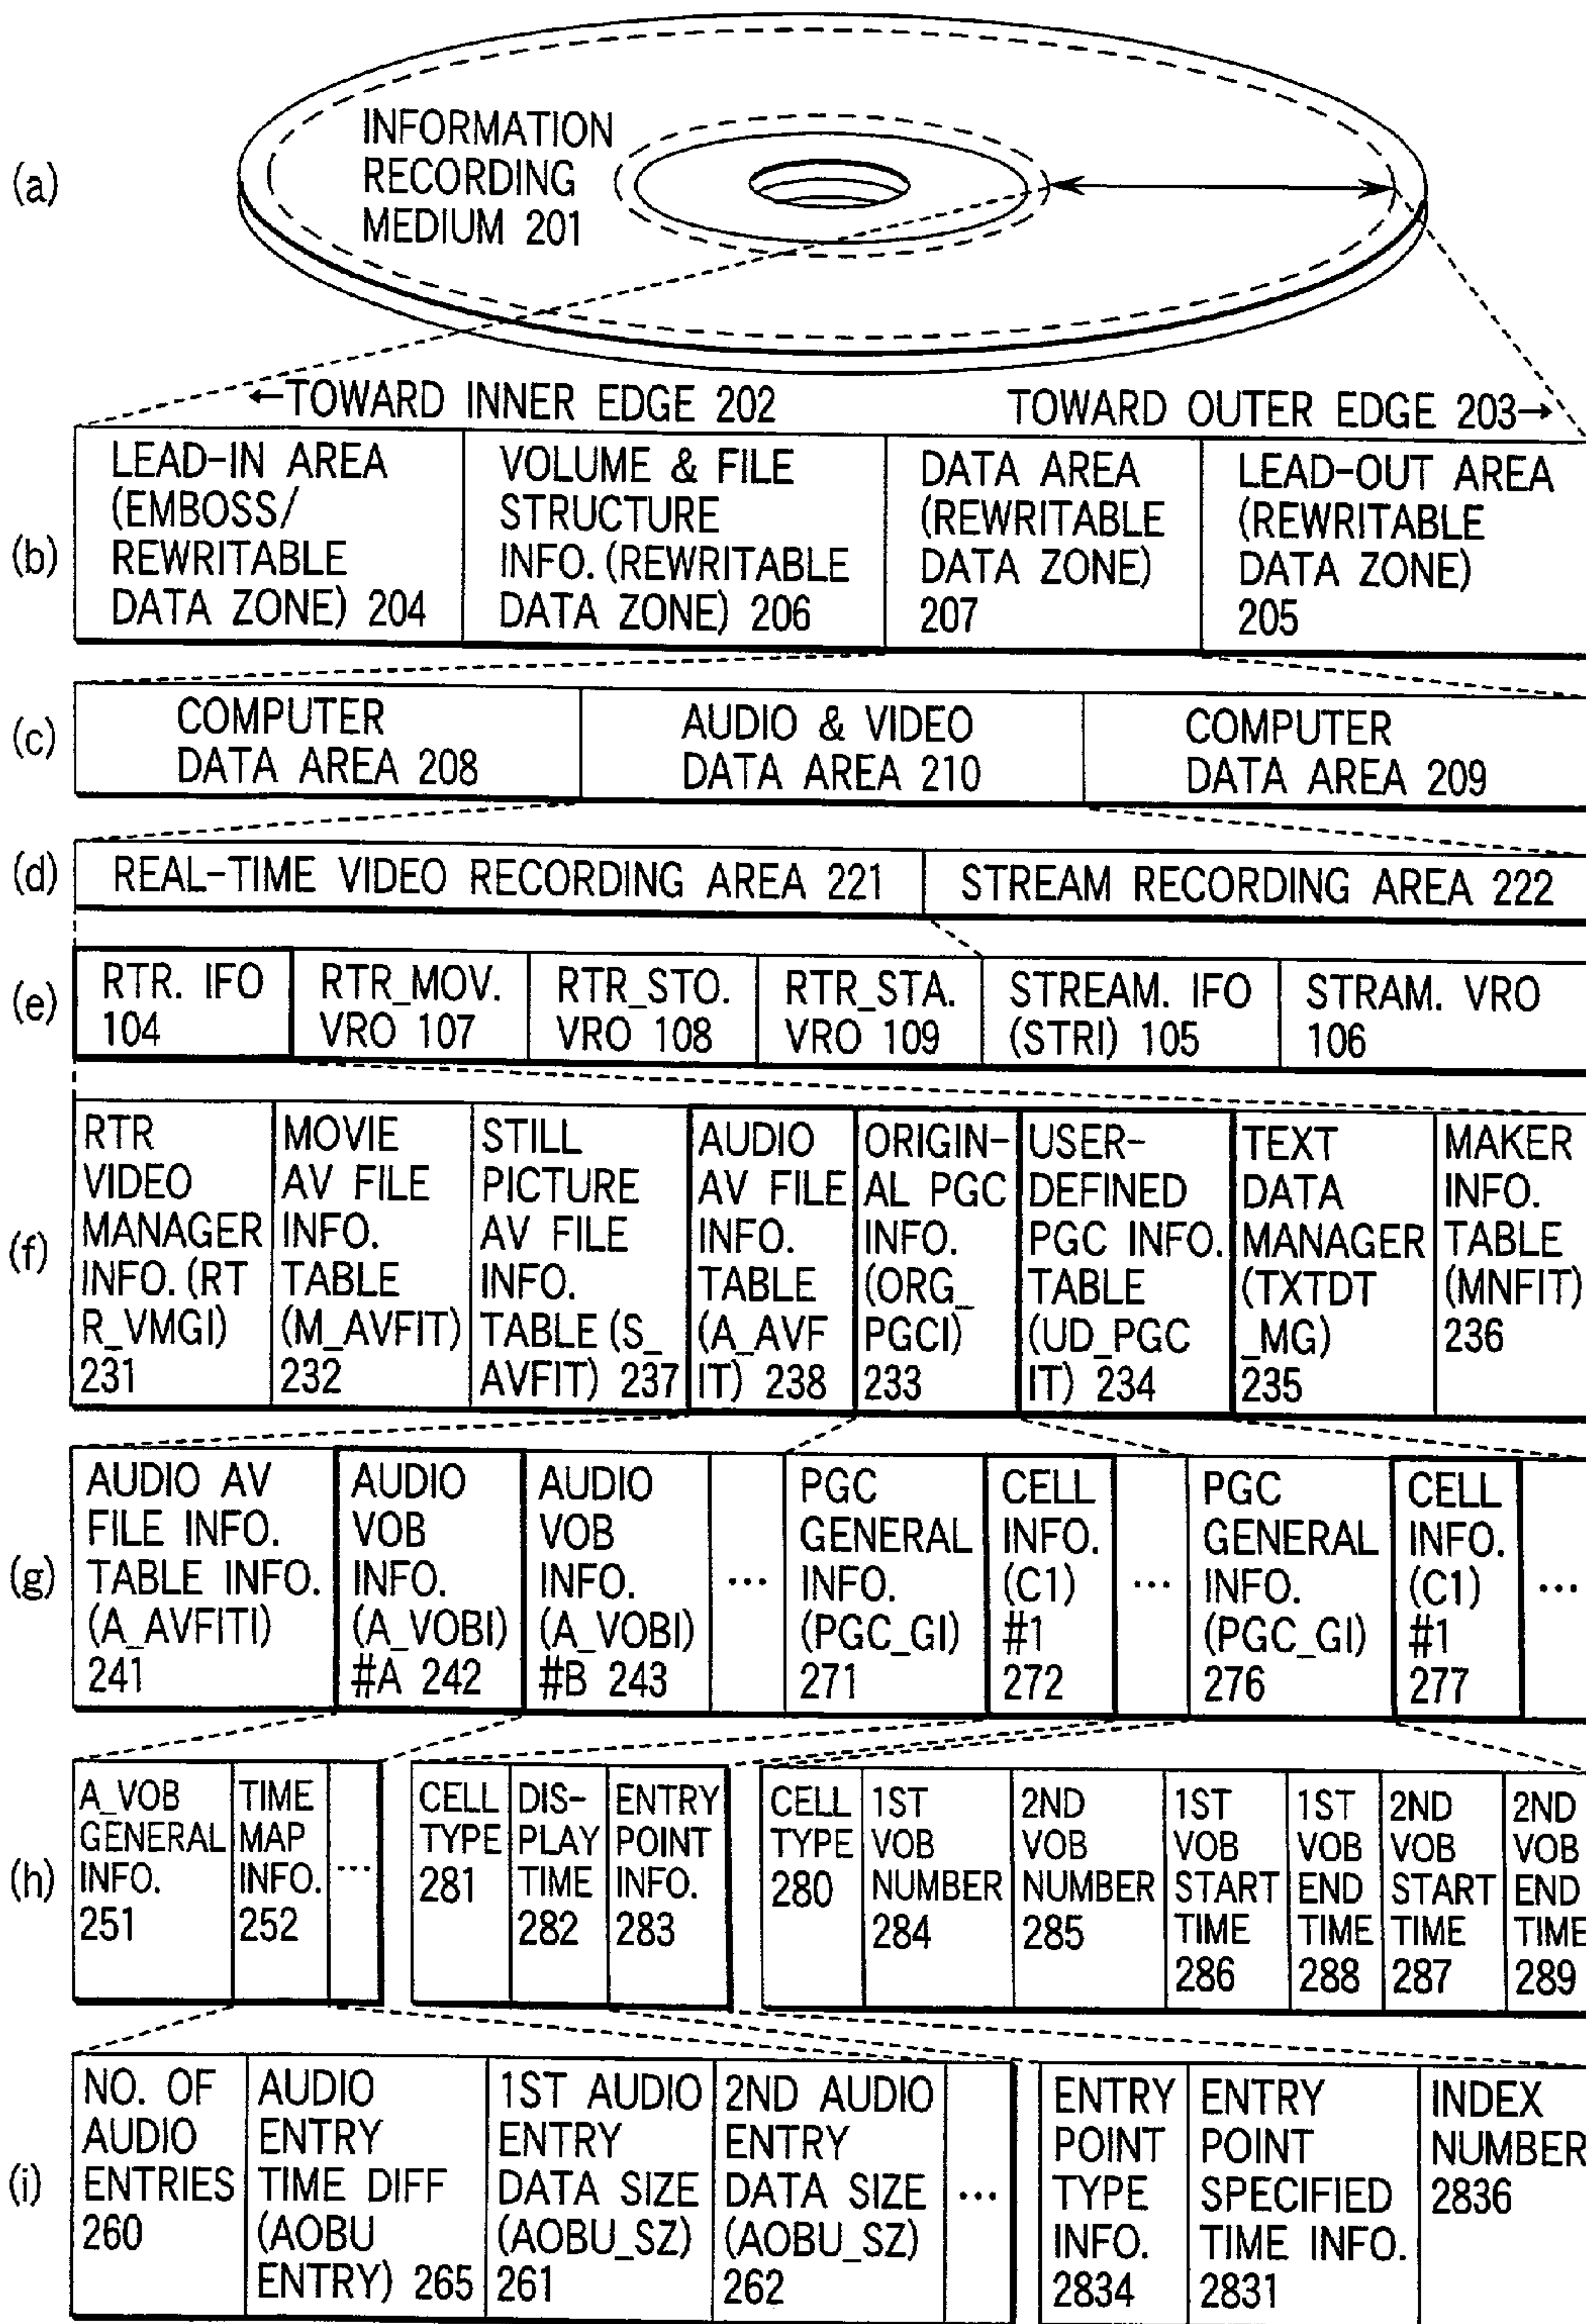 (a)
INFORMATION
RECORDING
MEDIUM 201
←TOWARD INNER EDGE 202
TOWARD OUTER EDGE 203→
(b)
LEAD-IN AREA
(EMBOSS/
REWRITABLE
DATA ZONE) 204
VOLUME & FILE
STRUCTURE
INFO. (REWRITABLE
DATA ZONE) 206
DATA AREA
(REWRITABLE
DATA ZONE)
207
LEAD-OUT AREA
(REWRITABLE
DATA ZONE)
205
(c)
COMPUTER
DATA AREA 208
AUDIO & VIDEO
DATA AREA 210
COMPUTER
DATA AREA 209
(d)
REAL-TIME VIDEO RECORDING AREA 221
STREAM RECORDING AREA 222
(e)
RTR. IFO
104
RTR_MOV.
VRO 107
RTR_STO.
VRO 108
RTR_STA.
VRO 109
STREAM. IFO
(STRI) 105
STRAM. VRO
106
(f)
RTR
VIDEO
MANAGER
INFO. (RT
R_VMGI)
231
MOVIE
AV FILE
INFO.
TABLE
(M_AVFIT)
232
STILL
PICTURE
AV FILE
INFO.
TABLE (S_
AVFIT) 237
AUDIO
AV FILE
INFO.
TABLE
(A_AVF
IT) 238
ORIGIN-
AL PGC
INFO.
(ORG_
PGCI)
233
USER-
DEFINED
PGC INFO.
TABLE
(UD_PGC
IT) 234
TEXT
DATA
MANAGER
(TXTDT
_MG)
235
MAKER
INFO.
TABLE
(MNFIT)
236
(g)
AUDIO AV
FILE INFO.
TABLE INFO.
(A_AVFITI)
241
AUDIO
VOB
INFO.
(A_VOBI)
#A 242
AUDIO
VOB
INFO.
(A_VOBI)
#B 243
...
PGC
GENERAL
INFO.
(PGC_GI)
271
CELL
INFO.
(C1)
#1
272
...
PGC
GENERAL
INFO.
(PGC_GI)
276
CELL
INFO.
(C1)
#1
277
...
(h)
A_VOB
GENERAL
INFO.
251
TIME
MAP
INFO.
252
...
CELL
TYPE
281
DIS-
PLAY
TIME
282
ENTRY
POINT
INFO.
283
CELL
TYPE
280
1ST
VOB
NUMBER
284
2ND
VOB
NUMBER
285
1ST
VOB
START
TIME
286
1ST
VOB
END
TIME
288
2ND
VOB
START
TIME
287
2ND
VOB
END
TIME
289
(i)
NO. OF
AUDIO
ENTRIES
260
AUDIO
ENTRY
TIME DIFF
(AOBU
ENTRY) 265
1ST AUDIO
ENTRY
DATA SIZE
(AOBU_SZ)
261
2ND AUDIO
ENTRY
DATA SIZE
(AOBU_SZ)
262
...
ENTRY
POINT
TYPE
INFO.
2834
ENTRY
POINT
SPECIFIED
TIME INFO.
2831
INDEX
NUMBER
2836